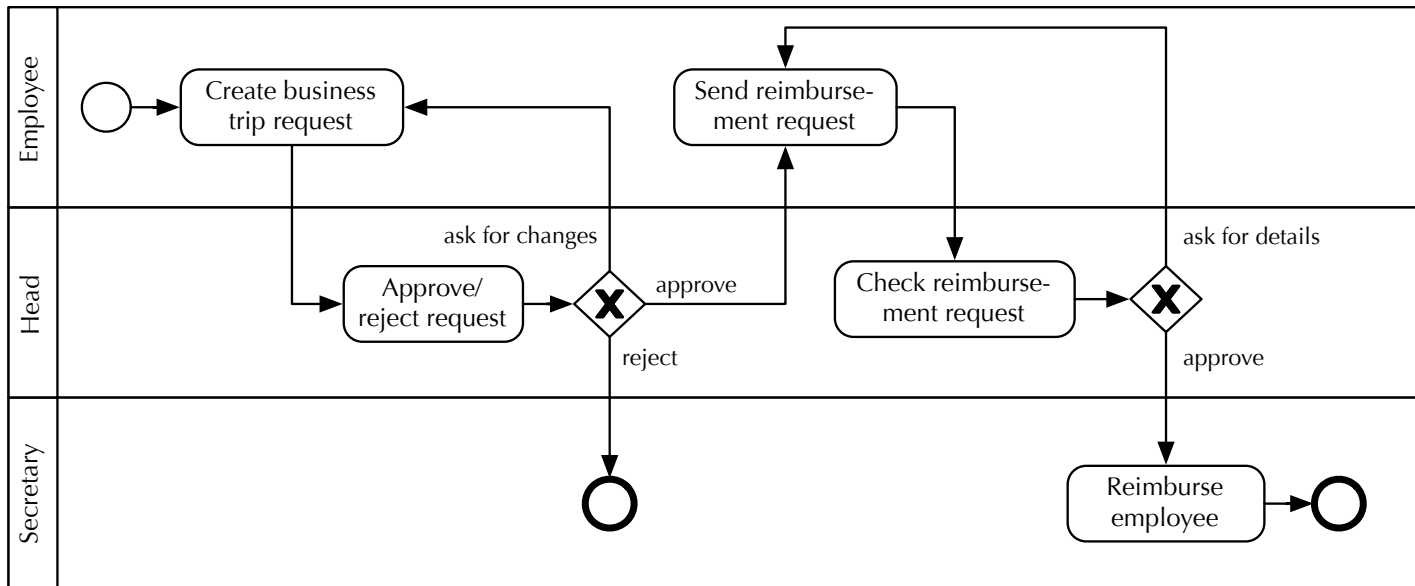 Employee
Create business
trip request
Send reimburse-
ment request
Head
ask for changes
Approve/
reject request
approve
reject
Check reimburse-
ment request
ask for details
approve
Secretary
Reimburse
employee